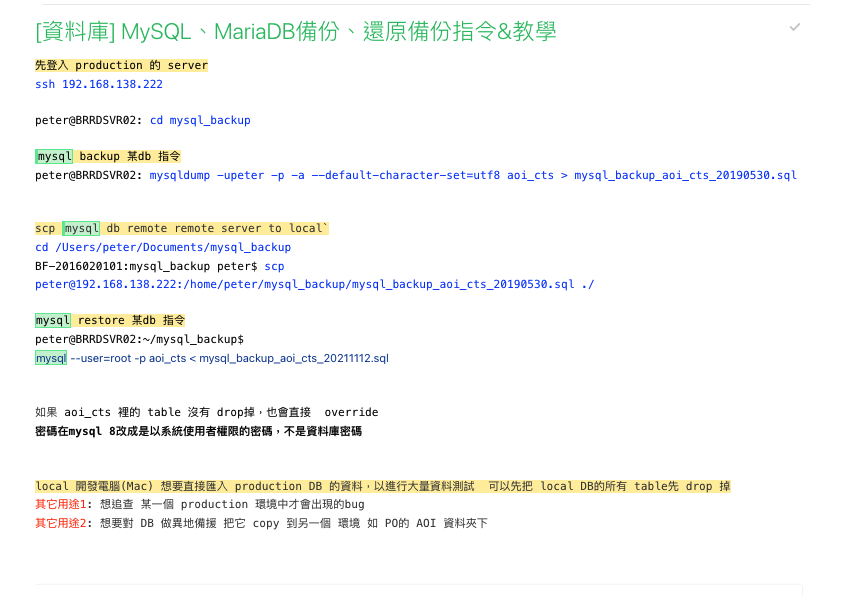 [資料庫] MySQL、MariaDB備份、還原備份指令&教學
先登入 production 的 server
ssh 192.168.138.222
peter@BRRDSVR02: cd mysql_backup
mysql backup 某db 指令
peter@BRRDSVR02: mysqldump -upeter -p -a --default-character-set=utf8 aoi_cts > mysql_backup_aoi_cts_20190530.sql
scp mysql db remote remote server to local`
cd /Users/peter/Documents/mysql_backup
BF-2016020101:mysql_backup peter$ scp
peter@192.168.138.222:/home/peter/mysql_backup/mysql_backup_aoi_cts_20190530.sql ./
mysql restore 某db 指令
peter@BRRDSVR02:~/mysql_backup$
mysql --user=root -p aoi_cts < mysql_backup_aoi_cts_20211112.sql
如果 aoi_cts 裡的 table 沒有 drop掉，也會直接 override
密碼在mysql 8改成是以系統使用者權限的密碼，不是資料庫密碼
local 開發電腦(Mac) 想要直接匯入 production DB 的資料，以進行大量資料測試 可以先把 local DB的所有 table先 drop 掉
其它用途1: 想追查 某一個 production 環境中才會出現的bug
其它用途2: 想要對 DB 做異地備援 把它 copy 到另一個 環境 如 PO的 AOI 資料夾下